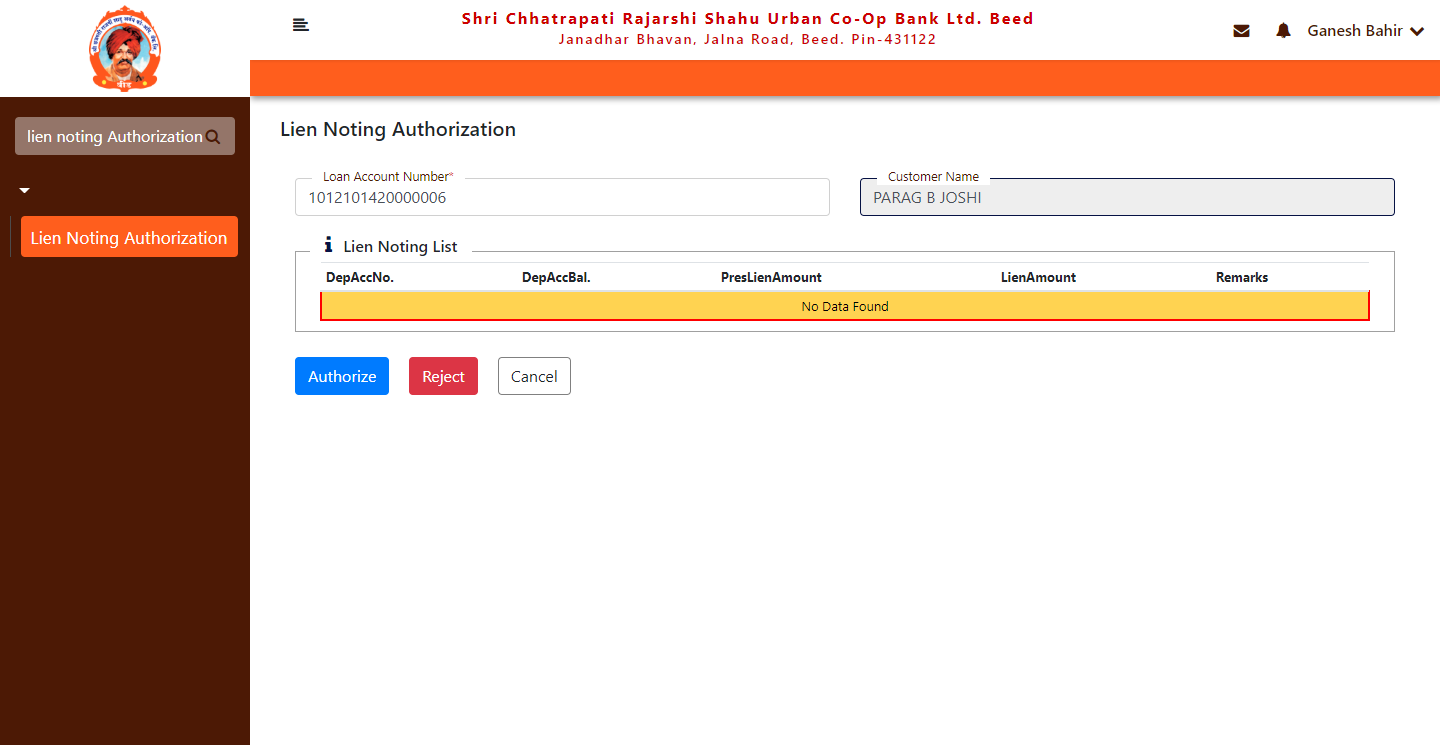 Shri Chhatrapati Rajarshi Shahu Urban Co-Op Bank Ltd. Beed
Janadhar Bhavan, Jalna Road, Beed. Pin-431122
Ganesh Bahir
lien noting Authorization
Lien Noting Authorization
Lien Noting Authorization
Loan Account Number*
1012101420000006
Customer Name
PARAG B JOSHI
Lien Noting List
DepAccNo. DepAccBal. PresLienAmount LienAmount Remarks
No Data Found
Authorize Reject Cancel